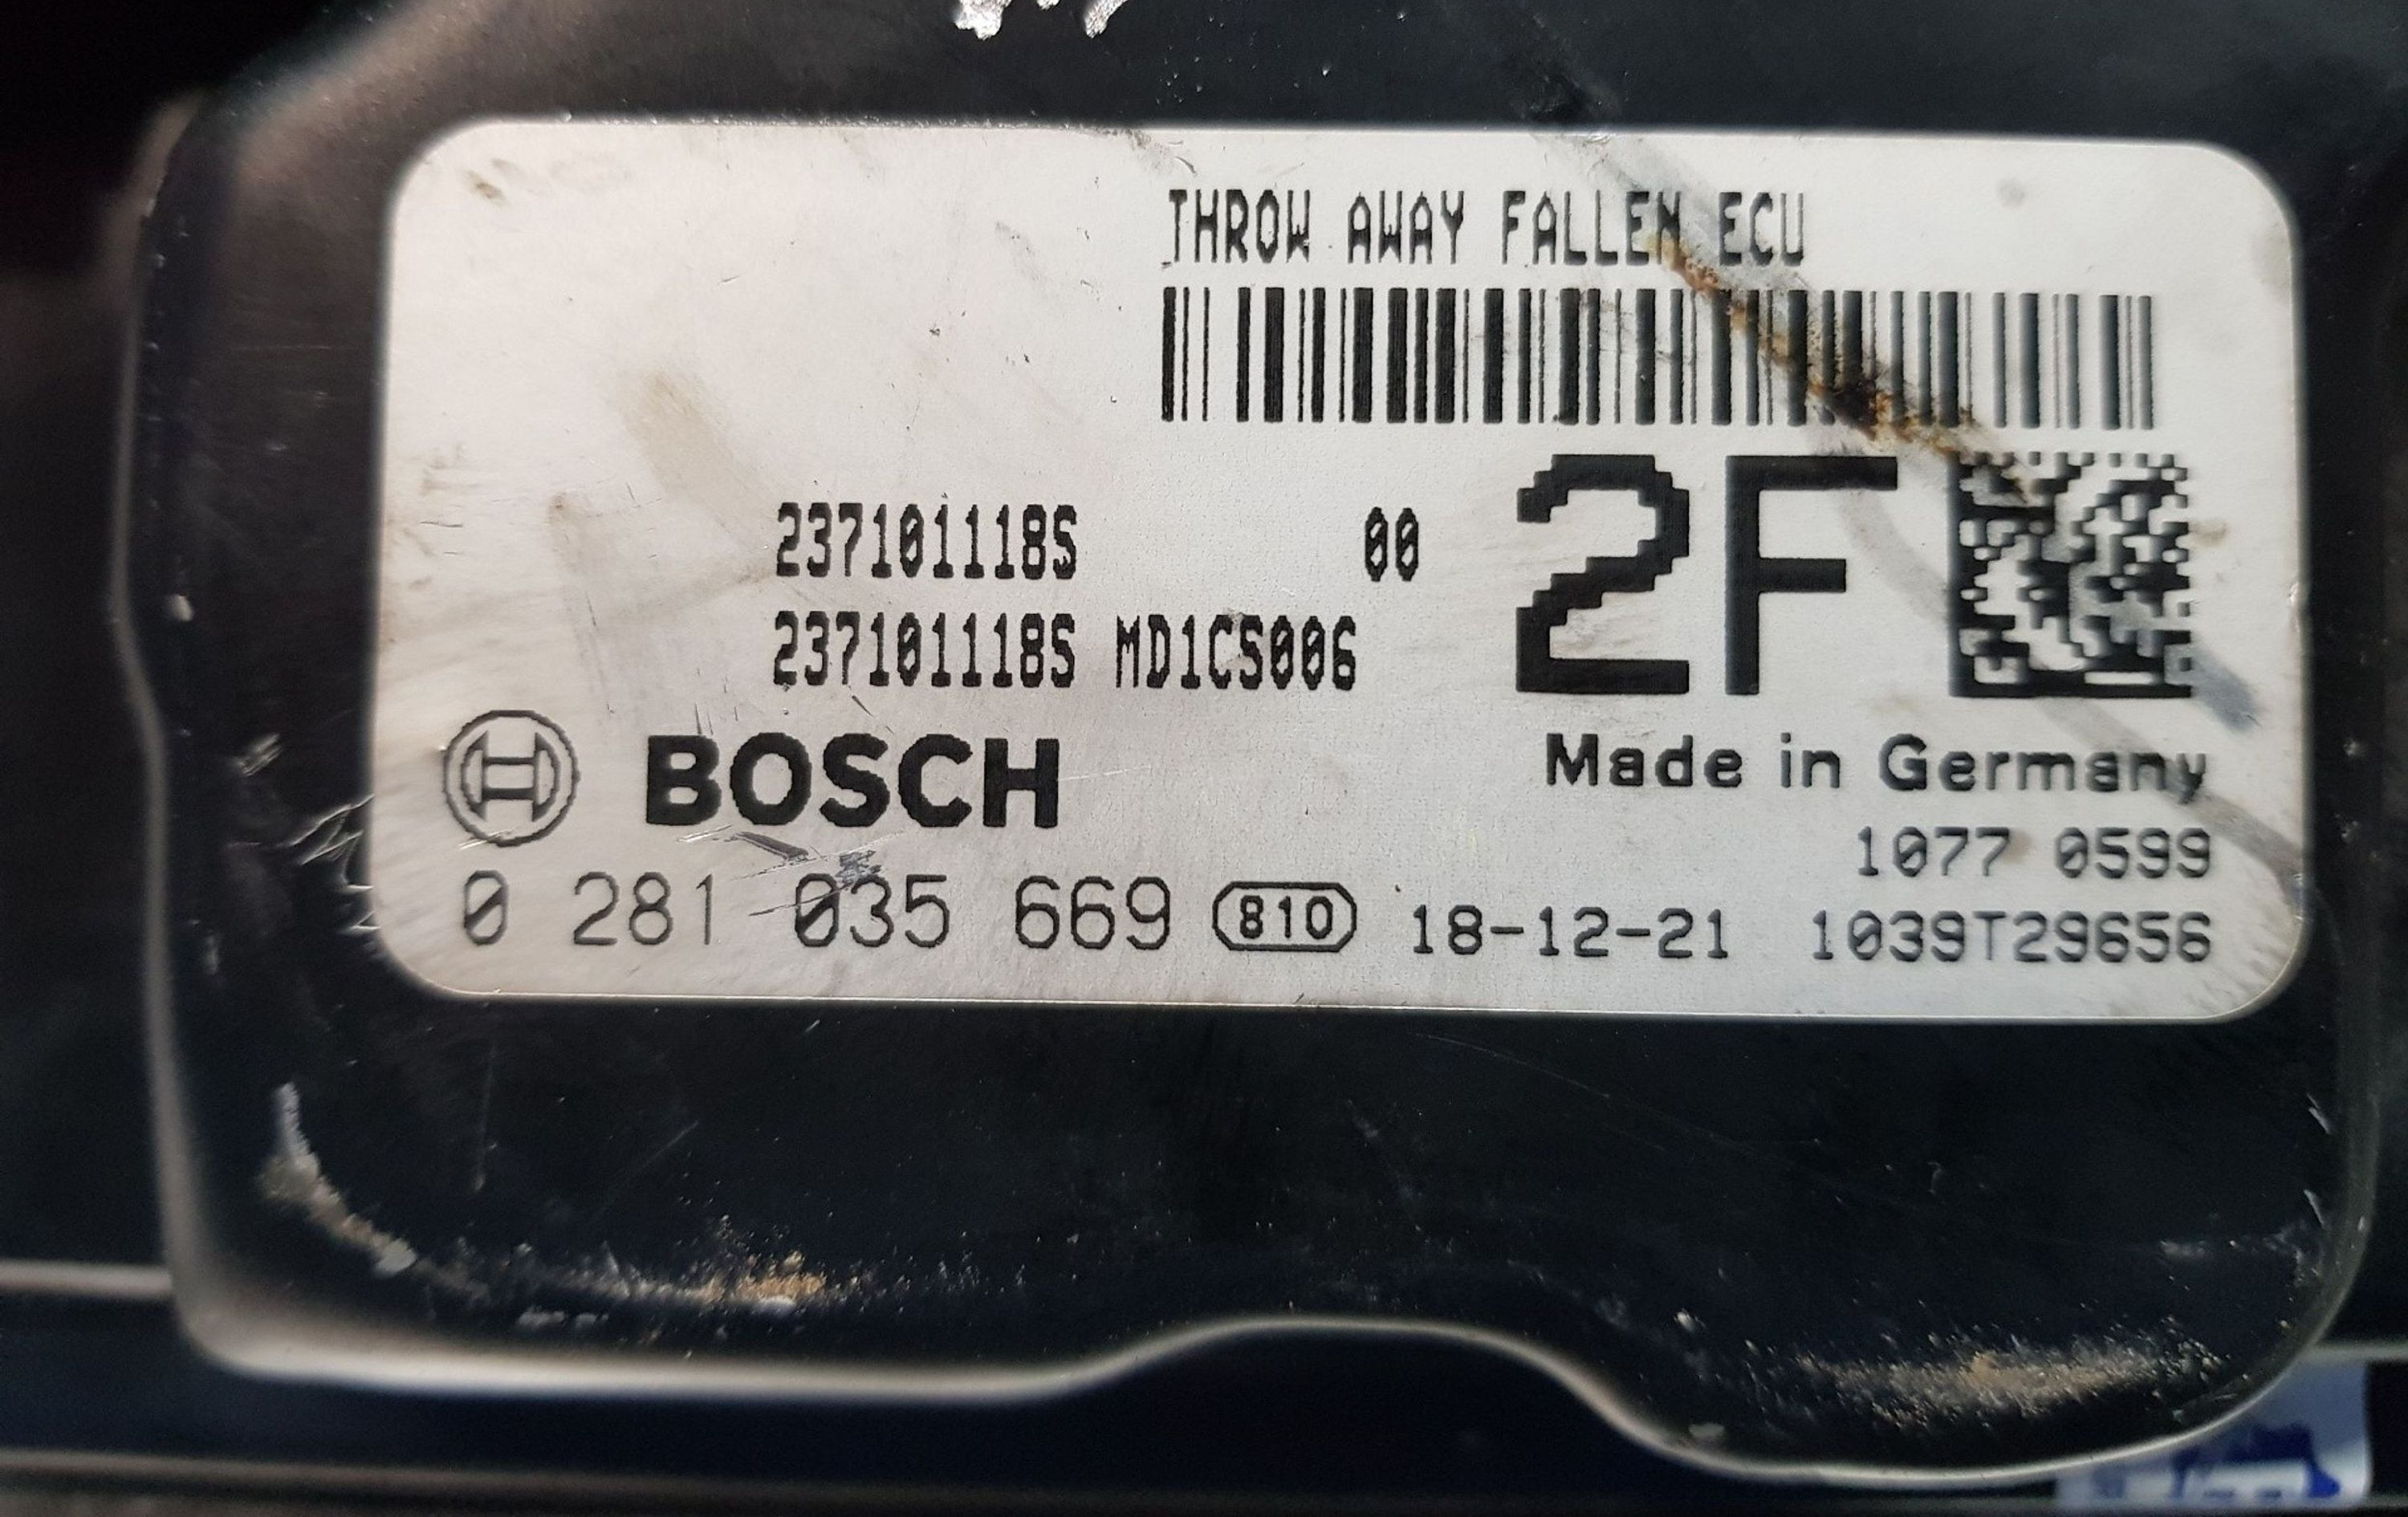 THROW AWAY FALLEN ECU
237101118S 00 2F
237101118S MD1CS006
BOSCH
Made in Germany
1077 0599
0 281 035 669 810 18-12-21 1039T29656